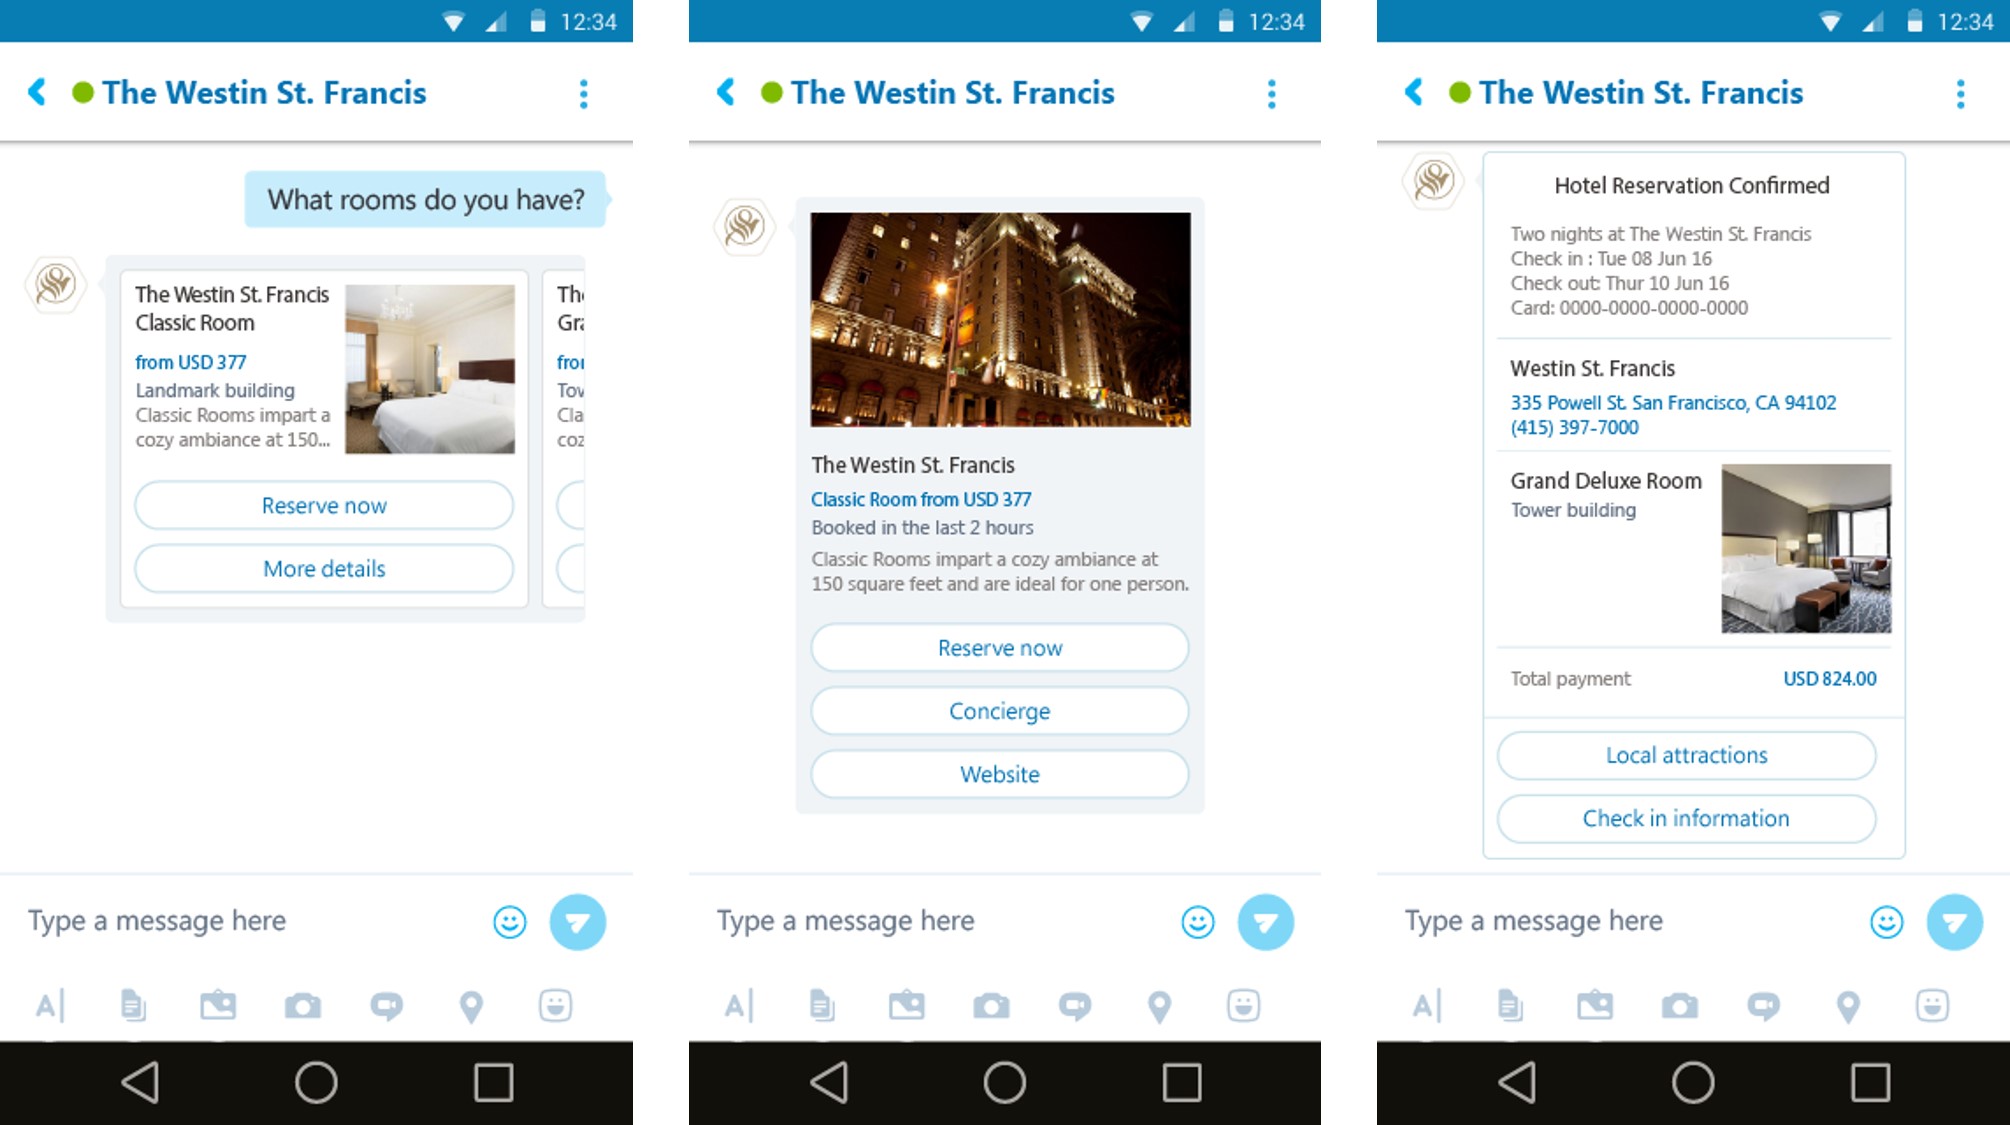 12:34
The Westin St. Francis
What rooms do you have?
The Westin St. Francis
Classic Room
from USD 377
Landmark building
Classic Rooms impart a
cozy ambiance at 150...
Reserve now
More details
Type a message here
A
12:34
The Westin St. Francis
The Westin St. Francis
Classic Room from USD 377
Booked in the last 2 hours
Classic Rooms impart a cozy ambiance at
150 square feet and are ideal for one person.
Reserve now
Concierge
Website
Type a message here
A
12:34
The Westin St. Francis
Hotel Reservation Confirmed
Two nights at The Westin St. Francis
Check in : Tue 08 Jun 16
Check out: Thur 10 Jun 16
Card: 0000-0000-0000-0000
Westin St. Francis
335 Powell St. San Francisco, CA 94102
(415) 397-7000
Grand Deluxe Room
Tower building
Total payment USD 824.00
Local attractions
Check in information
Type a message here
A